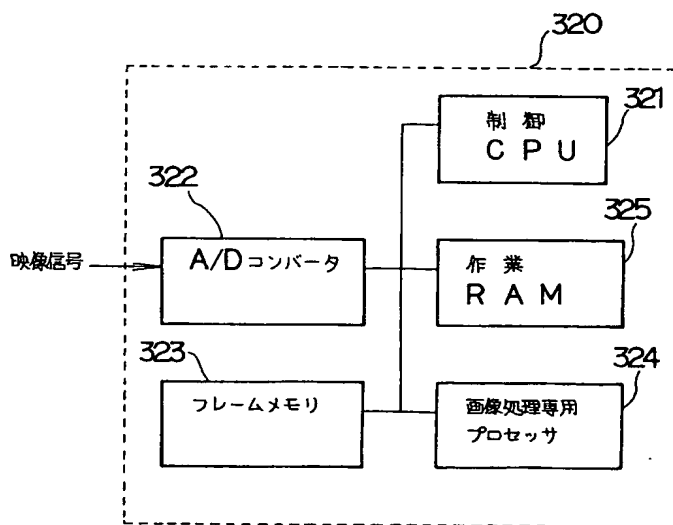 320
321
制御
CPU
322
325
映像信号
A/Dコンバータ
作業
RAM
323
324
フレームメモリ
画像処理専用
プロセッサ